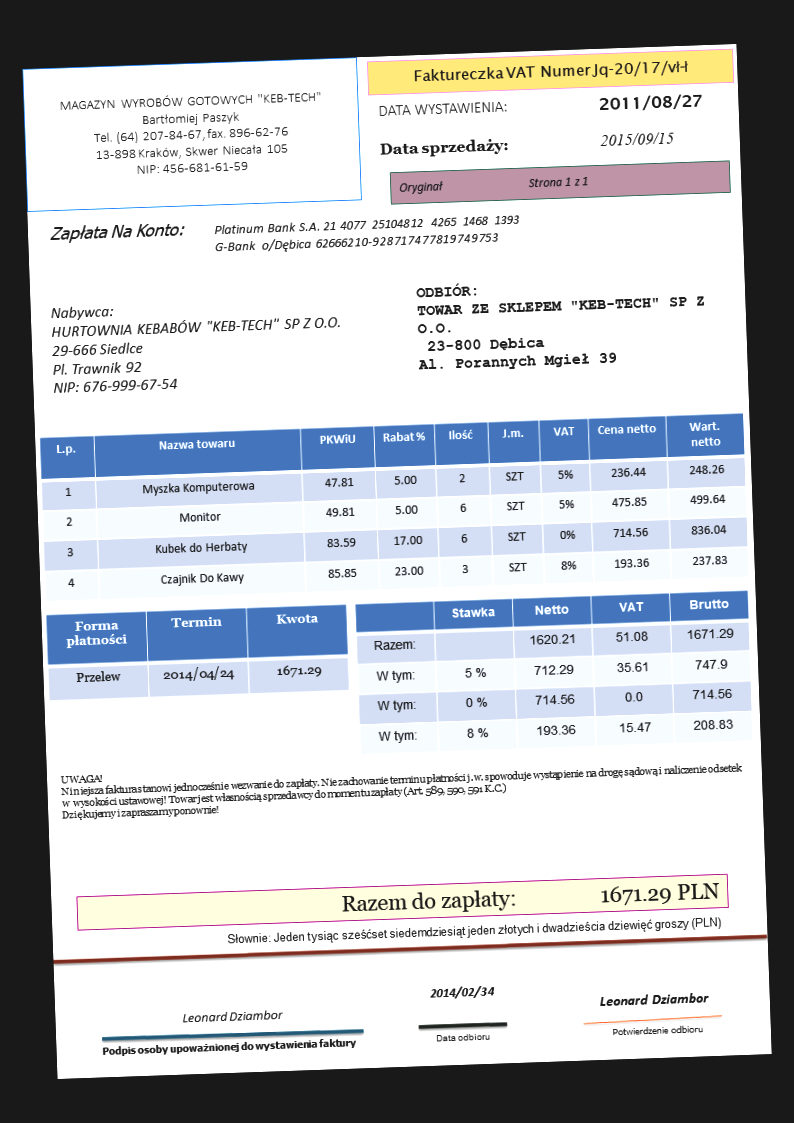 MAGAZYN WYROBÓW GOTOWYCH "KEB-TECH"
Bartłomiej Paszyk
Tel. (64) 207-84-67, fax. 896-62-76
13-898 Kraków, Skwer Niecała 105
NIP: 456-681-61-59
Faktureczka VAT Numer Jq-20/17/vł-ł
DATA WYSTAWIENIA: 2011/08/27
Data sprzedaży: 2015/09/15
Oryginał Strona 1 z 1
Zapłata Na Konto: Platinum Bank S.A. 21 4077 25104812 4265 1468 1393
G-Bank o/Dębica 62666210-928717477819749753
Nabywca:
HURTOWNIA KEBABÓW "KEB-TECH" SP Z O.O.
29-666 Siedlce
Pl. Trawnik 92
NIP: 676-999-67-54
ODBIÓR:
TOWAR ZE SKLEPEM "KEB-TECH" SP Z
O.O.
23-800 Dębica
Al. Porannych Mgieł 39
L.p. Nazwa towaru PKWiU Rabat % Ilość J.m. VAT Cena netto Wart.
netto
1 Myszka Komputerowa 47.81 5.00 2 SZT 5% 236.44 248.26
2 Monitor 49.81 5.00 6 SZT 5% 475.85 499.64
3 Kubek do Herbaty 83.59 17.00 6 SZT 0% 714.56 836.04
4 Czajnik Do Kawy 85.85 23.00 3 SZT 8% 193.36 237.83
Forma Termin Kwota
płatności
Przelew 2014/04/24 1671.29
Stawka Netto VAT Brutto
Razem: 1620.21 51.08 1671.29
W tym: 5 % 712.29 35.61 747.9
W tym: 0 % 714.56 0.0 714.56
W tym: 8 % 193.36 15.47 208.83
UWAGA!
Niniejsza faktura stanowi jednocześnie wezwanie do zapłaty. Nie zachowanie terminu płatności j.w. spowoduje wystąpienie na drogę sądową i naliczenie odsetek
w wysokości ustawowej! Towar jest własnością sprzedawcy do momentu zapłaty (Art. 589, 590, 591 K.C.)
Dziękujemy i zapraszamy ponownie!
Razem do zapłaty: 1671.29 PLN
Słownie: Jeden tysiąc sześćset siedemdziesiąt jeden złotych i dwadzieścia dziewięć groszy (PLN)
Leonard Dziambor
Podpis osoby upoważnionej do wystawienia faktury
2014/02/34
Data odbioru
Leonard Dziambor
Potwierdzenie odbioru